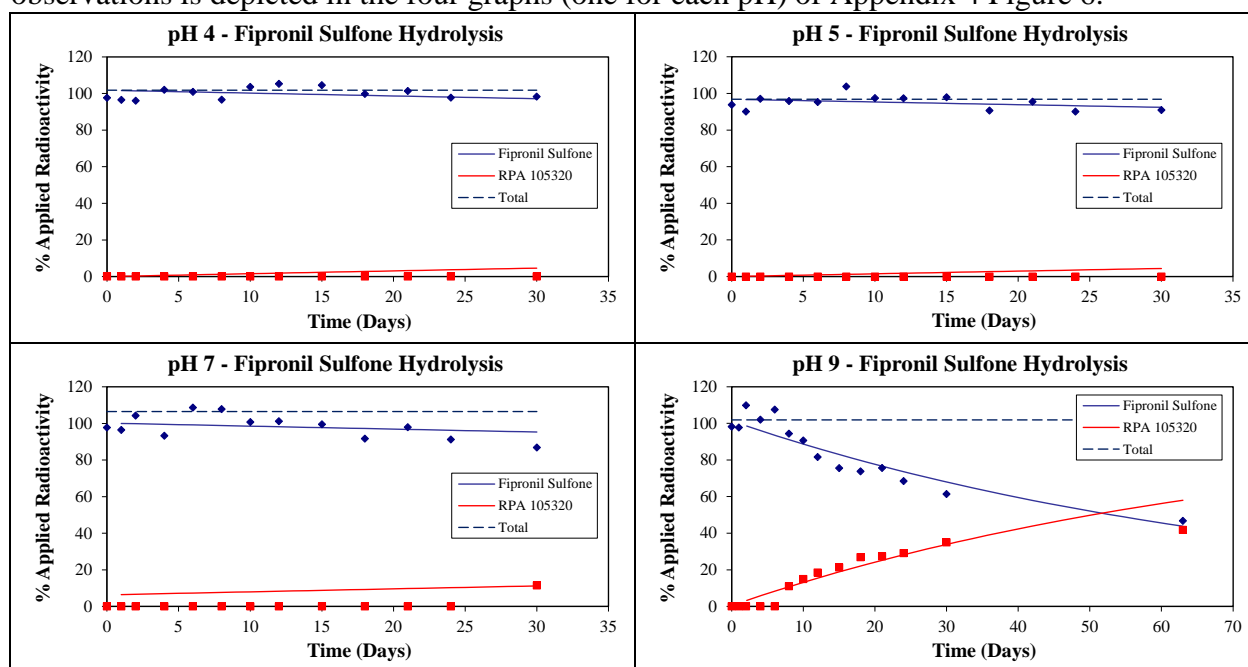 observations is depicted in the four graphs (one for each pH) of Appendix 4 Figure 8.
pH 4 - Fipronil Sulfone Hydrolysis
% Applied Radioactivity
120
100
80
60
40
20
0
Fipronil Sulfone
RPA 105320
Total
0 5 10 15 20 25 30 35
Time (Days)
pH 5 - Fipronil Sulfone Hydrolysis
% Applied Radioactivity
120
100
80
60
40
20
0
Fipronil Sulfone
RPA 105320
Total
0 5 10 15 20 25 30 35
Time (Days)
pH 7 - Fipronil Sulfone Hydrolysis
% Applied Radioactivity
120
100
80
60
40
20
0
Fipronil Sulfone
RPA 105320
Total
0 5 10 15 20 25 30 35
Time (Days)
pH 9 - Fipronil Sulfone Hydrolysis
% Applied Radioactivity
120
100
80
60
40
20
0
Fipronil Sulfone
RPA 105320
Total
0 10 20 30 40 50 60 70
Time (Days)